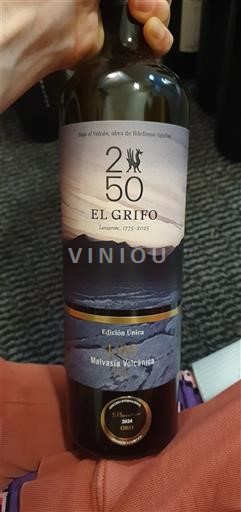 Bajo el Volcán, obra de Ildefonso Aguilar
2 50
EL GRIFO
Lanzarote, 1775-2025
VINIOU
Edición Única
Malvasía Volcánica
2024
ORO